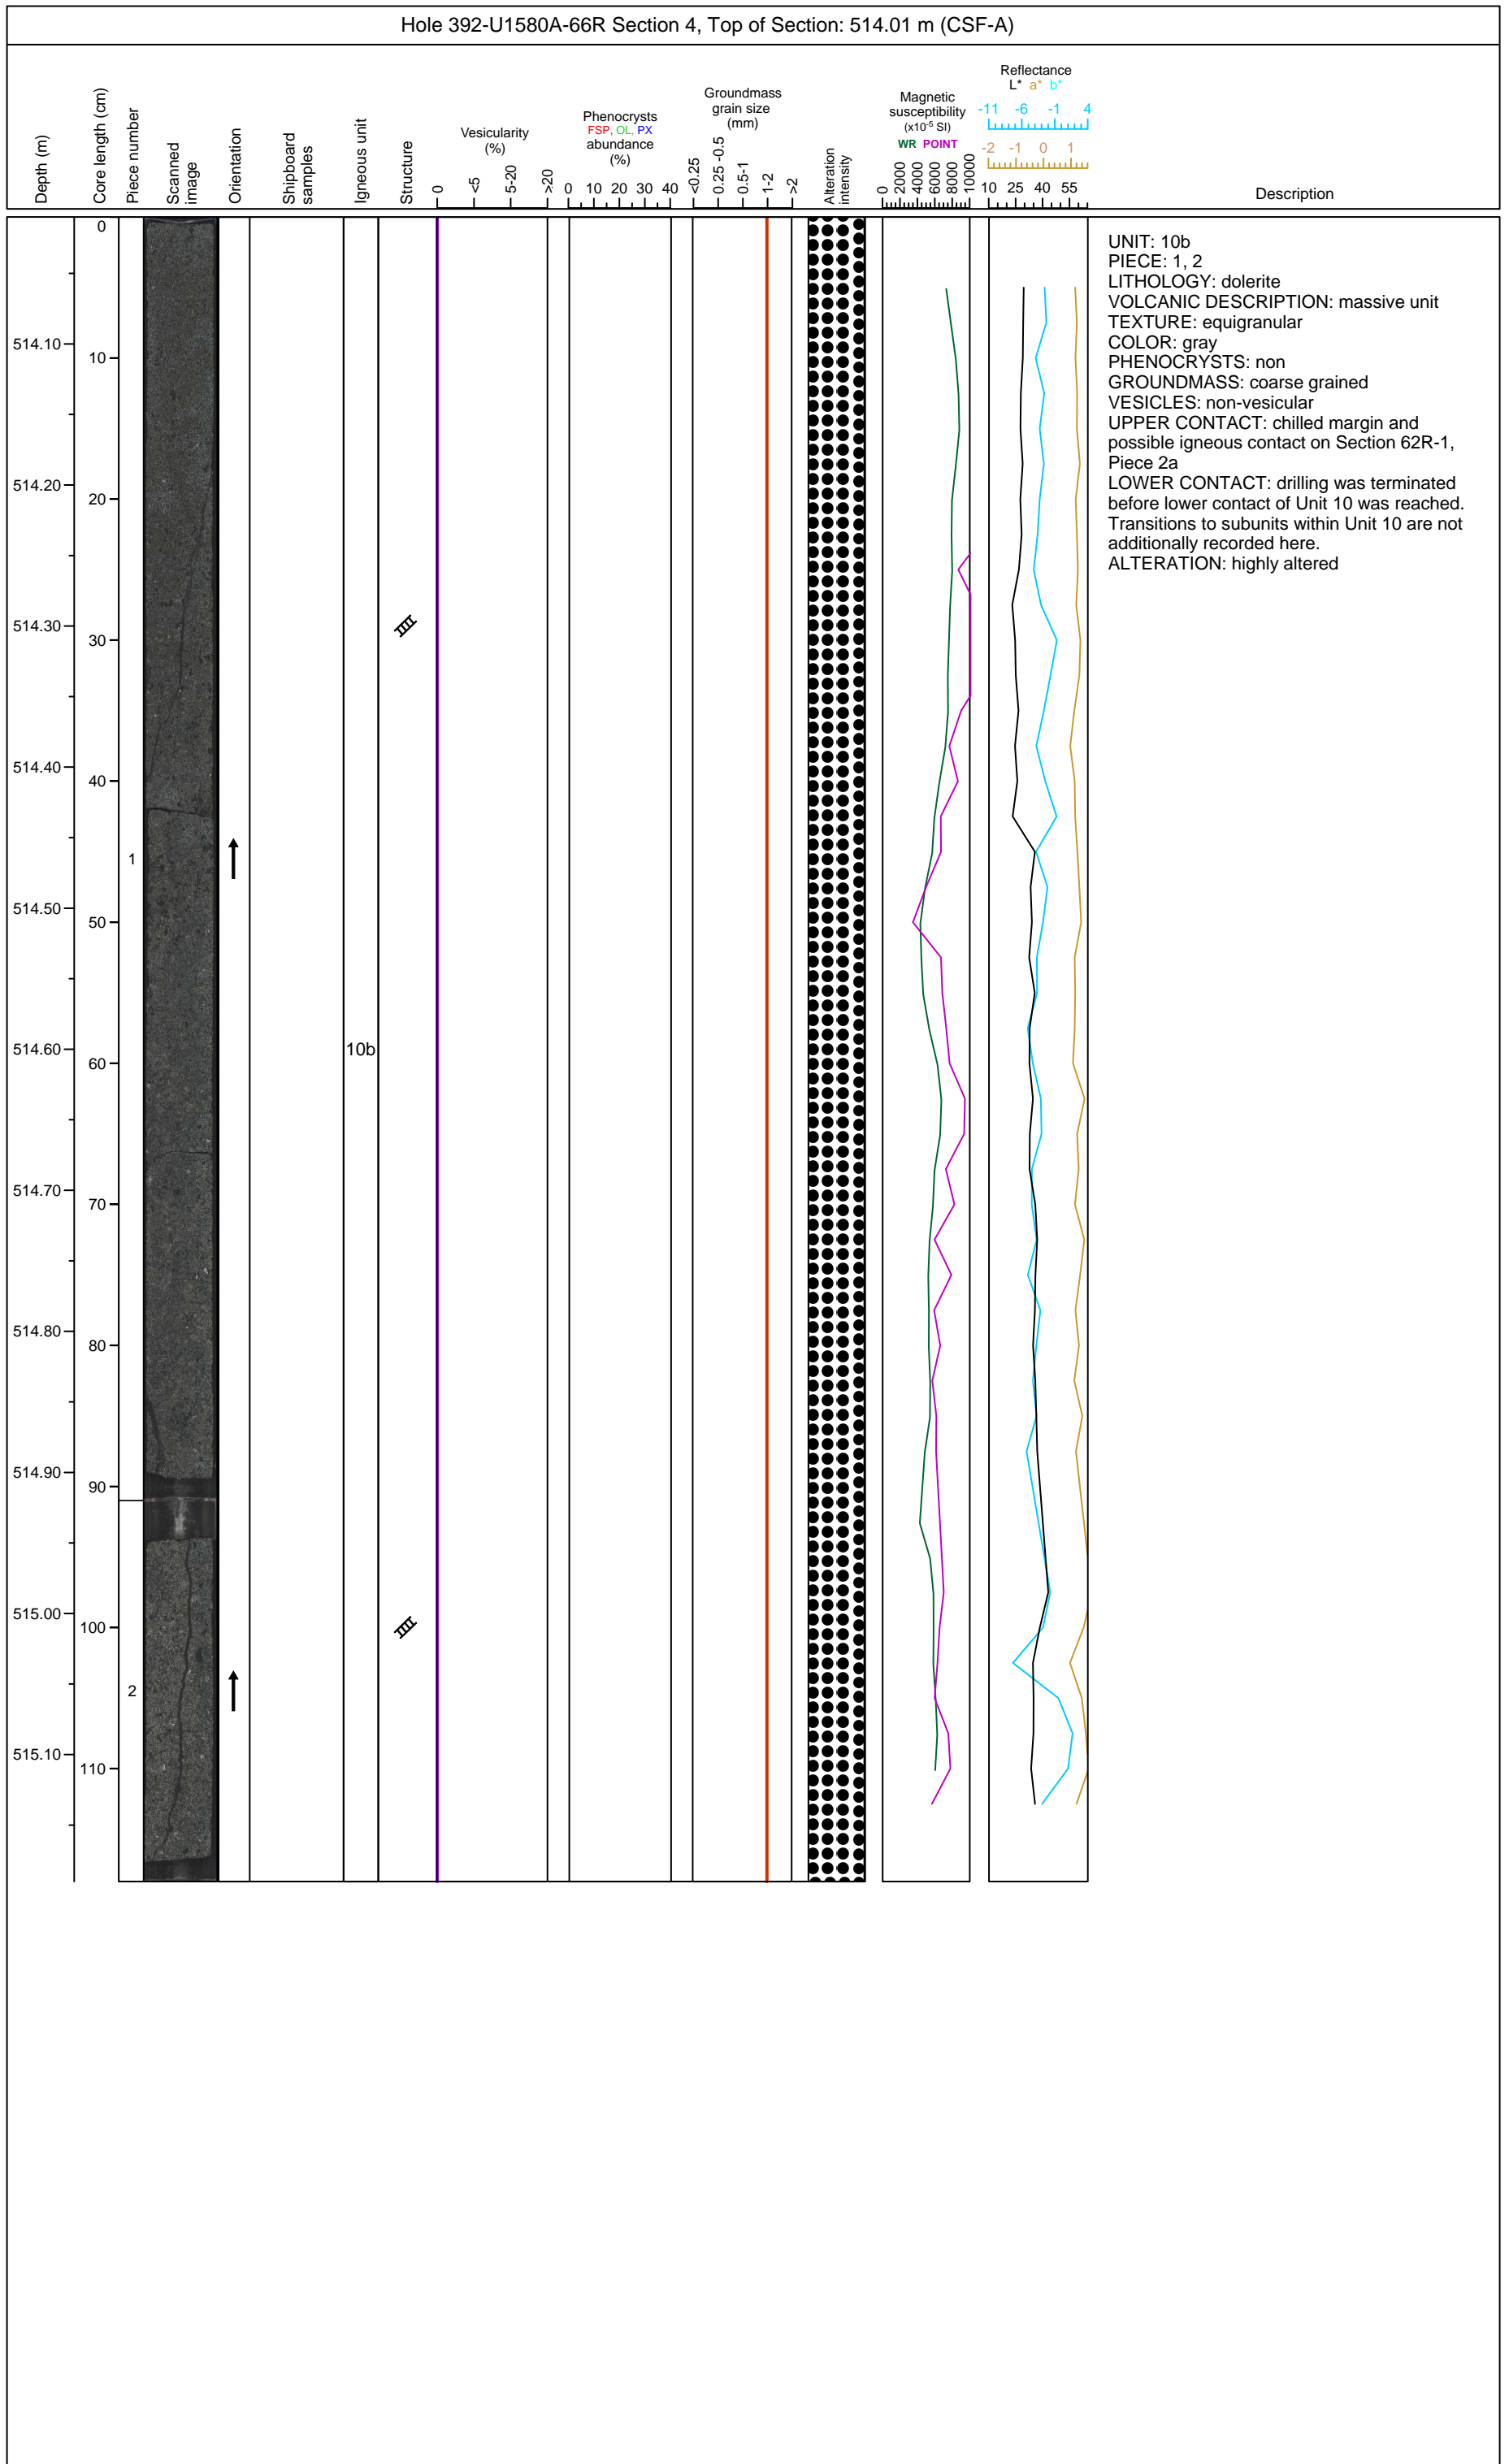 Hole 392-U1580A-66R Section 4, Top of Section: 514.01 m (CSF-A)
Depth (m)
Core length (cm)
Piece number
Scanned
image
Orientation
Shipboard
samples
Igneous unit
Structure
Vesicularity
(%)
0 <5 5-20 >20
Phenocrysts
FSP, OL, PX
abundance
(%)
0 10 20 30 40
Groundmass
grain size
(mm)
<0.25 0.25 -0.5 0.5-1 1-2 >2
Alteration
intensity
Magnetic
susceptibility
(x10⁻⁵ SI)
WR POINT
0 2000 4000 6000 8000 10000
Reflectance
L* a* b*
-11 -6 -1 4
-2 -1 0 1
10 25 40 55
Description
0
514.10 10
514.20 20
514.30 30
514.40 40
1
514.50 50
514.60 60
10b
514.70 70
514.80 80
514.90 90
515.00 100
2
515.10 110
UNIT: 10b
PIECE: 1, 2
LITHOLOGY: dolerite
VOLCANIC DESCRIPTION: massive unit
TEXTURE: equigranular
COLOR: gray
PHENOCRYSTS: non
GROUNDMASS: coarse grained
VESICLES: non-vesicular
UPPER CONTACT: chilled margin and
possible igneous contact on Section 62R-1,
Piece 2a
LOWER CONTACT: drilling was terminated
before lower contact of Unit 10 was reached.
Transitions to subunits within Unit 10 are not
additionally recorded here.
ALTERATION: highly altered